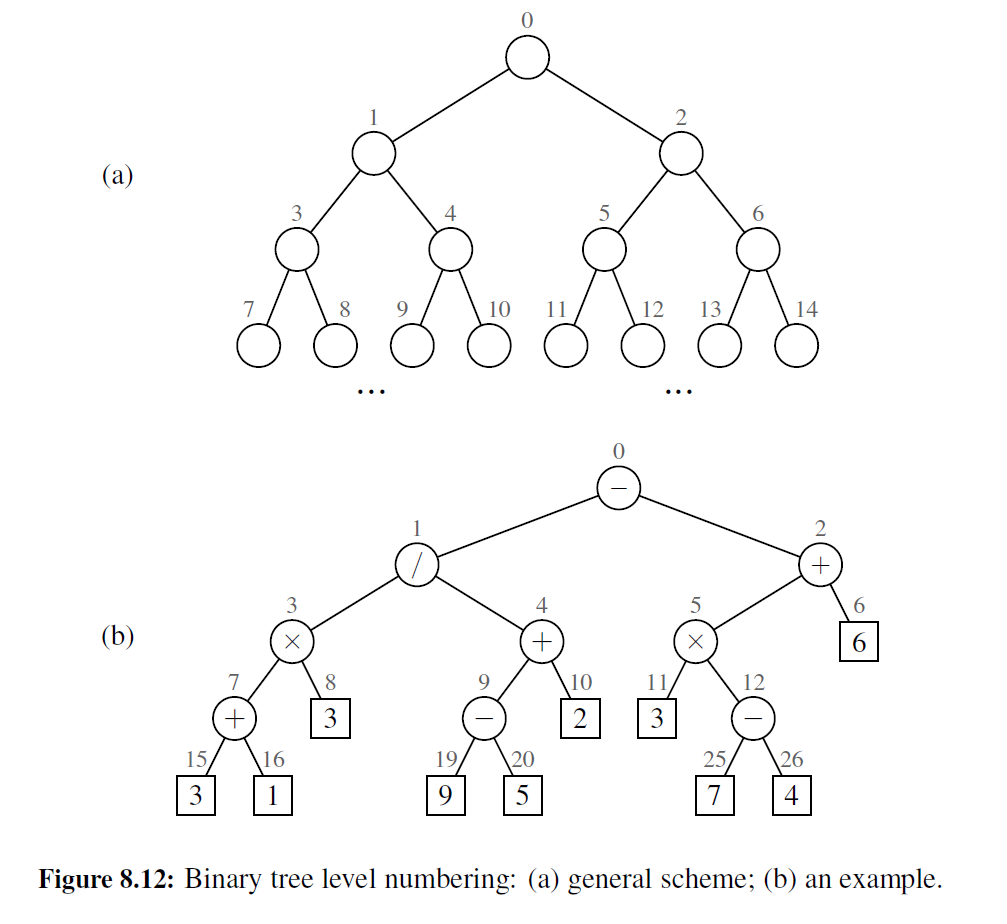 0
1 2
(a)
3 4 5 6
7 8 9 10 11 12 13 14
... ...
0
−
1 2
/ +
3 4 5 6
(b)
× + × 6
7 8 9 10 11 12
+ 3 − 2 3 −
15 16 19 20 25 26
3 1 9 5 7 4
Figure 8.12: Binary tree level numbering: (a) general scheme; (b) an example.